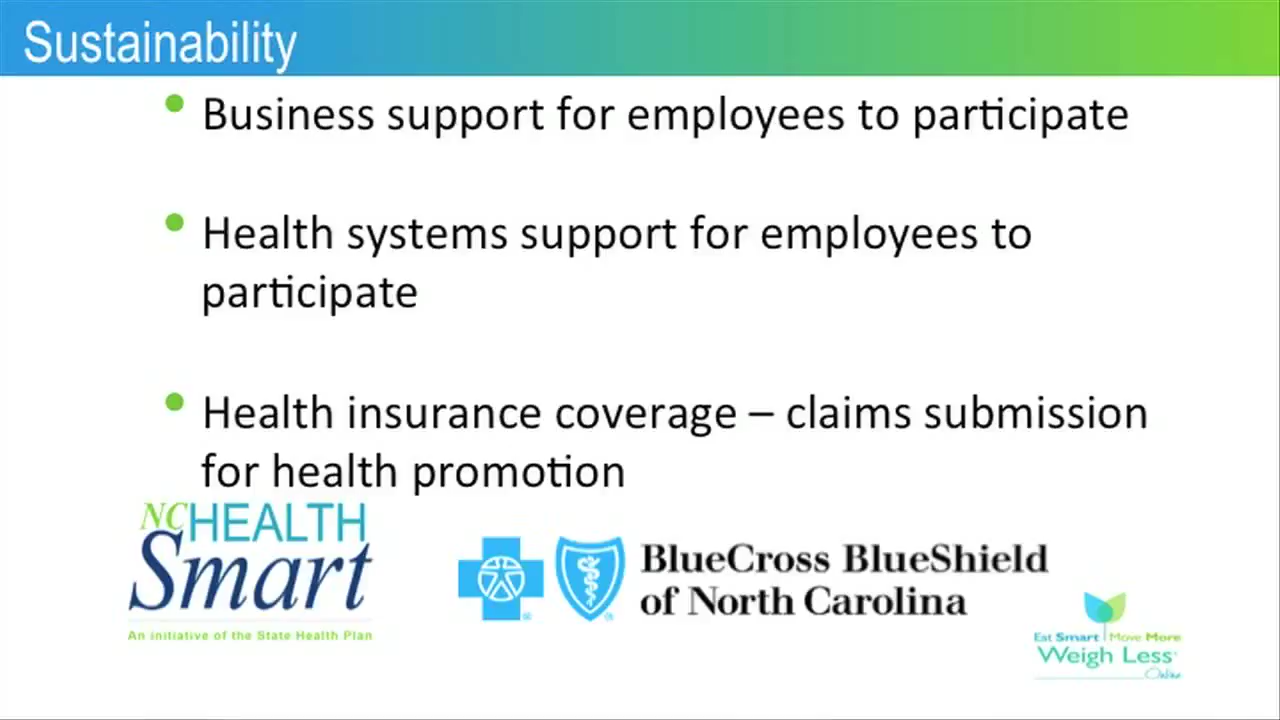 Sustainability
Business support for employees to participate
Health systems support for employees to
participate
Health insurance coverage – claims submission
for health promotion
NCHEALTH
Smart
An initiative of the State Health Plan
BlueCross BlueShield
of North Carolina
Eat Smart Move More
Weigh Less
Online